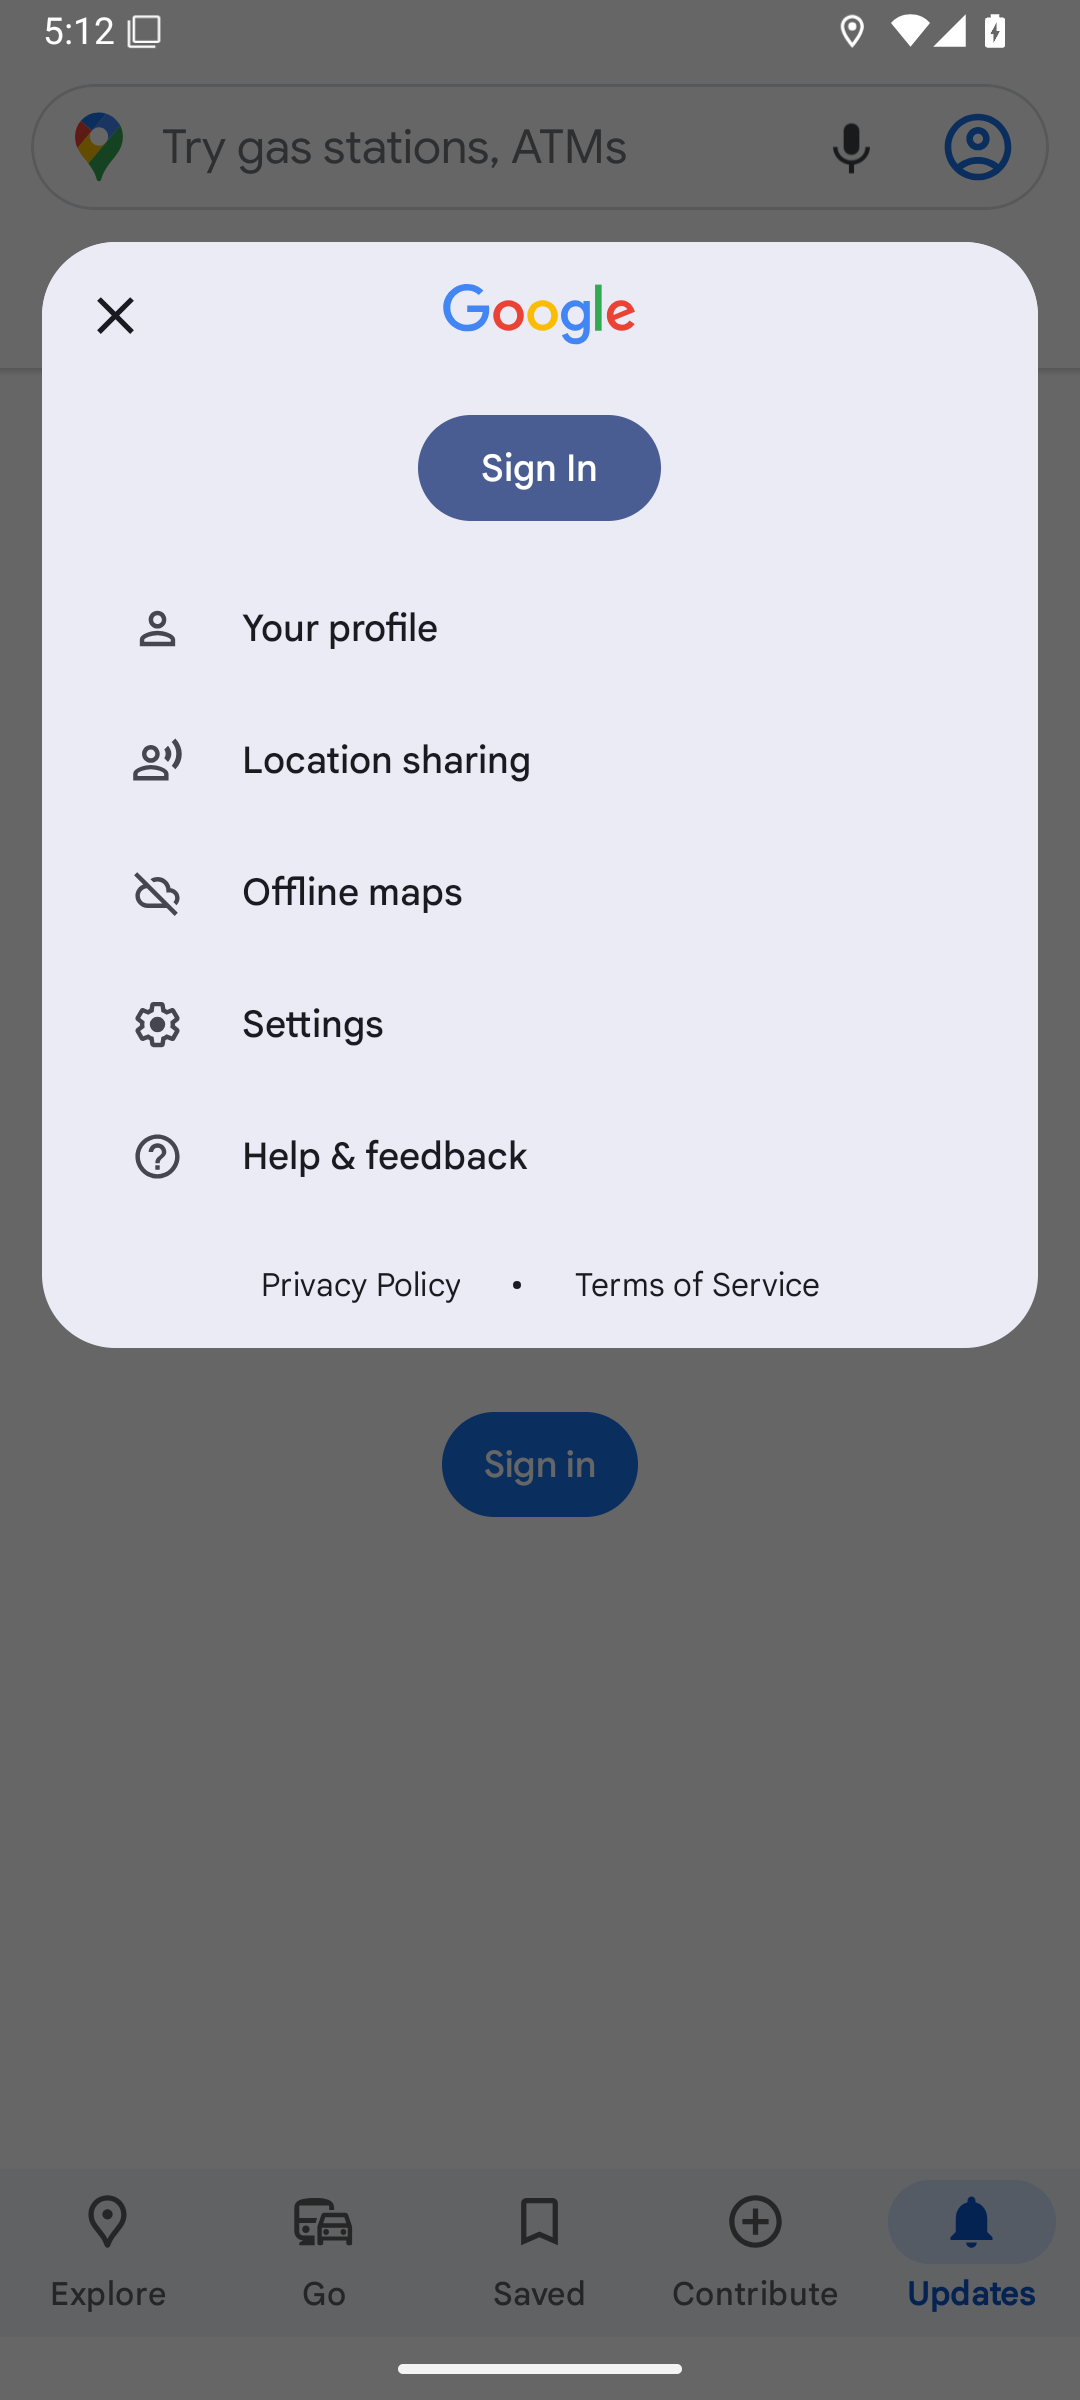 5:12
Try gas stations, ATMs
Google
Sign In
Your profile
Location sharing
Offline maps
Settings
Help & feedback
Privacy Policy • Terms of Service
Sign in
Explore Go Saved Contribute Updates